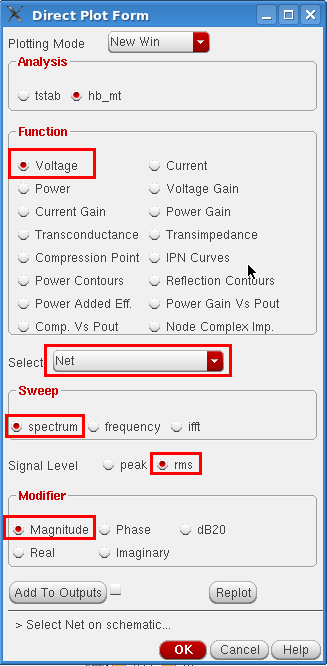 Direct Plot Form
Plotting Mode New Win
Analysis
tstab hb_mt
Function
Voltage Current
Power Voltage Gain
Current Gain Power Gain
Transconductance Transimpedance
Compression Point IPN Curves
Power Contours Reflection Contours
Power Added Eff. Power Gain Vs Pout
Comp. Vs Pout Node Complex Imp.
Select Net
Sweep
spectrum frequency ifft
Signal Level peak rms
Modifier
Magnitude Phase dB20
Real Imaginary
Add To Outputs Replot
> Select Net on schematic...
OK Cancel Help